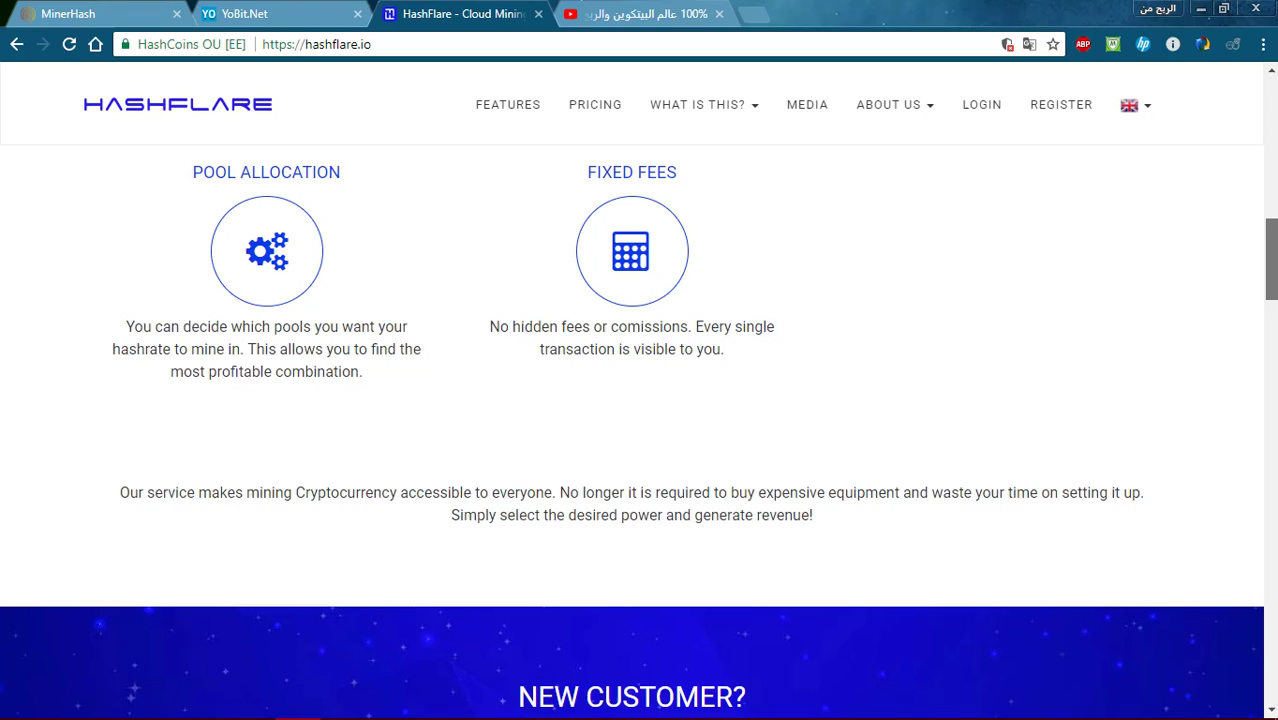 MinerHash
YoBit.Net
HashFlare - Cloud Mining
100% عالم البيتكوين والربح
الربح من
HashCoins OU [EE]
https://hashflare.io
ABP
hp
HASHFLARE
FEATURES
PRICING
WHAT IS THIS?
MEDIA
ABOUT US
LOGIN
REGISTER
POOL ALLOCATION
FIXED FEES
You can decide which pools you want your
hashrate to mine in. This allows you to find the
most profitable combination.
No hidden fees or comissions. Every single
transaction is visible to you.
Our service makes mining Cryptocurrency accessible to everyone. No longer it is required to buy expensive equipment and waste your time on setting it up.
Simply select the desired power and generate revenue!
NEW CUSTOMER?